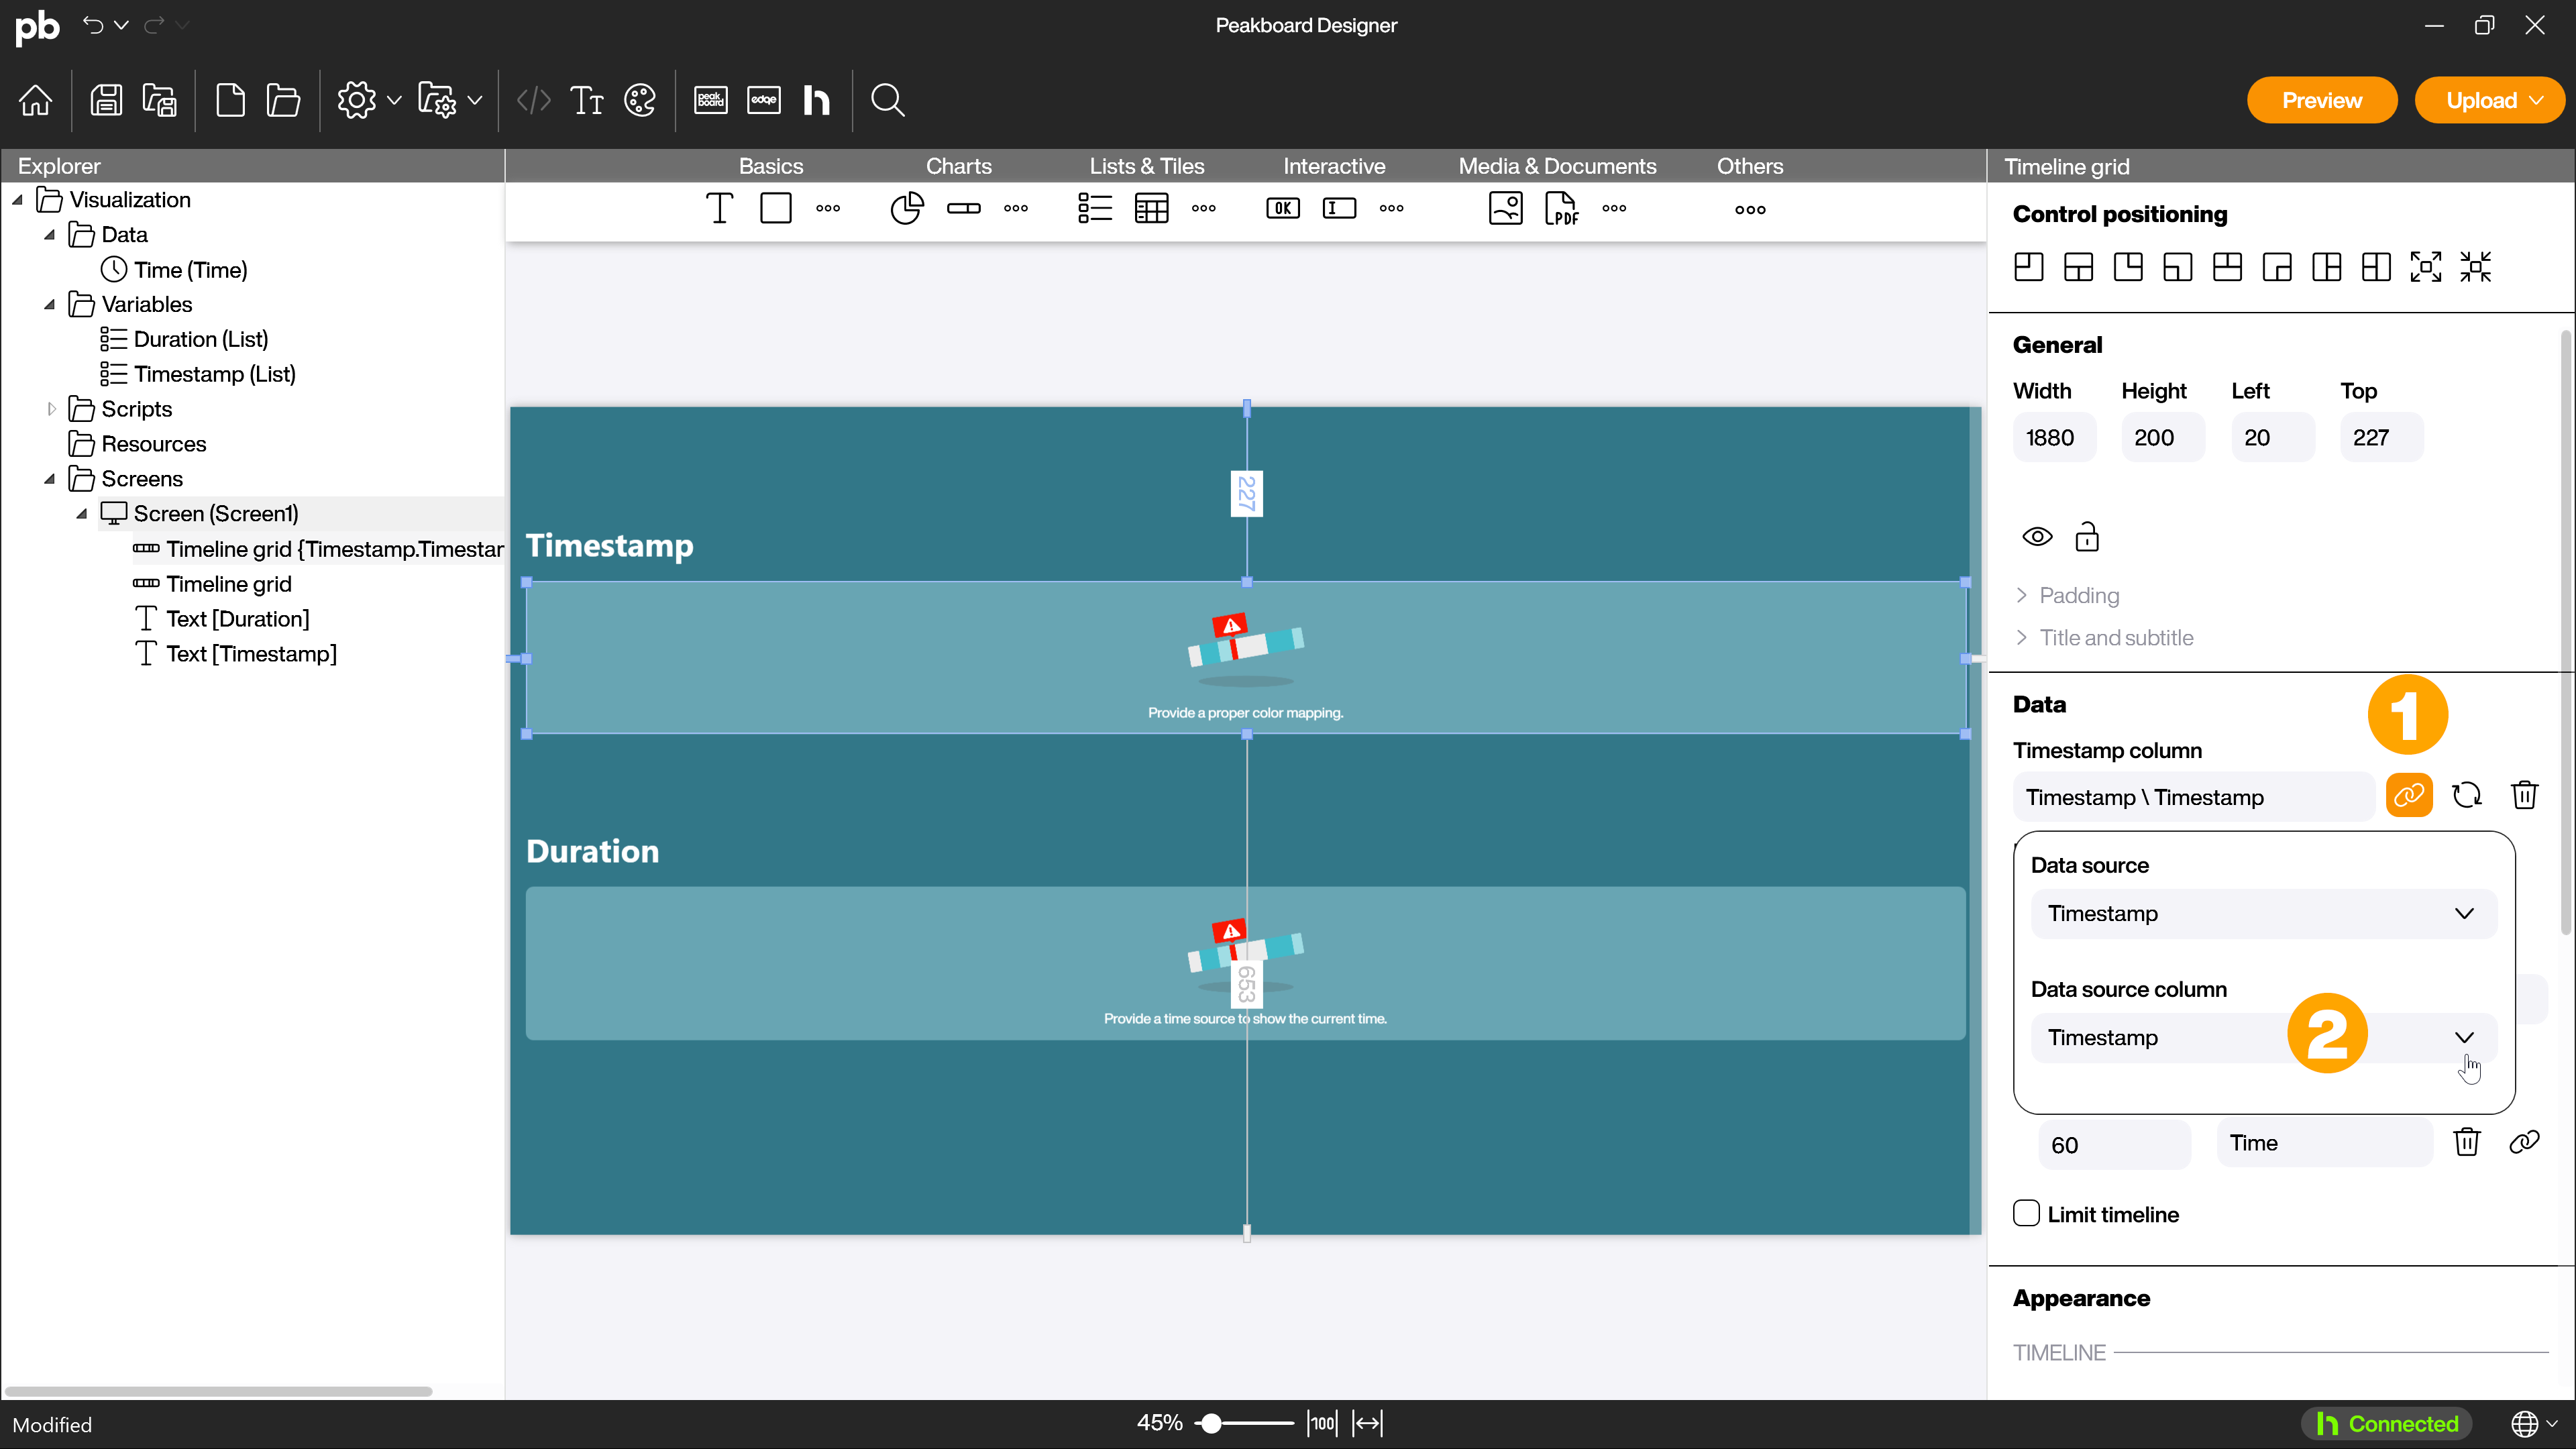 pb
Peakboard Designer
peak
board
edge
Preview
Upload
Explorer
Basics
Charts
Lists & Tiles
Interactive
Media & Documents
Others
Timeline grid
OK
I
PDF
Visualization
Data
Time (Time)
Variables
Duration (List)
Timestamp (List)
Scripts
Resources
Screens
Screen (Screen1)
Timeline grid {Timestamp.Timestar
Timeline grid
Text [Duration]
Text [Timestamp]
227
Timestamp
Provide a proper color mapping.
Duration
653
Provide a time source to show the current time.
Control positioning
General
Width Height Left Top
1880 200 20 227
Padding
Title and subtitle
Data
1
Timestamp column
Timestamp \ Timestamp
Data source
Timestamp
Data source column
Timestamp
2
60 Time
Limit timeline
Appearance
TIMELINE
Modified
45%
100
Connected